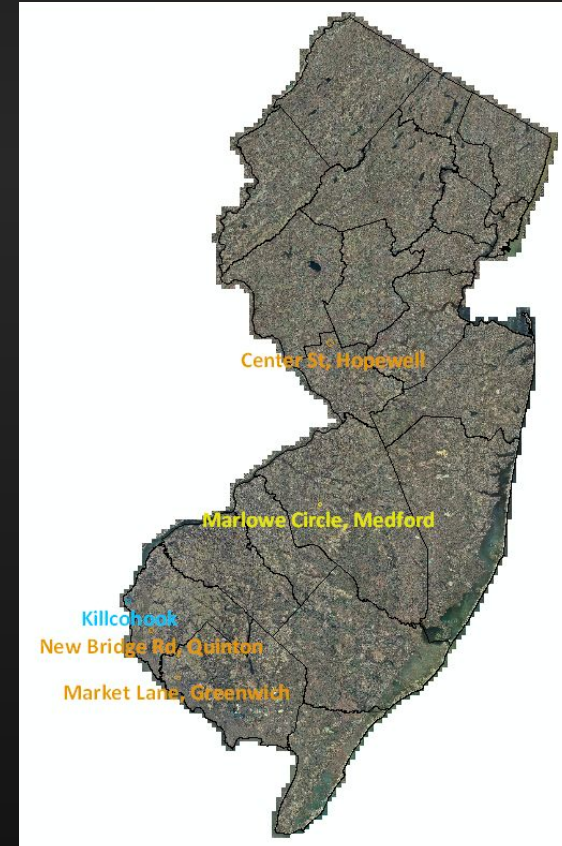 Center St, Hopewell
Marlowe Circle, Medford
Killcohook
New Bridge Rd, Quinton
Market Lane, Greenwich